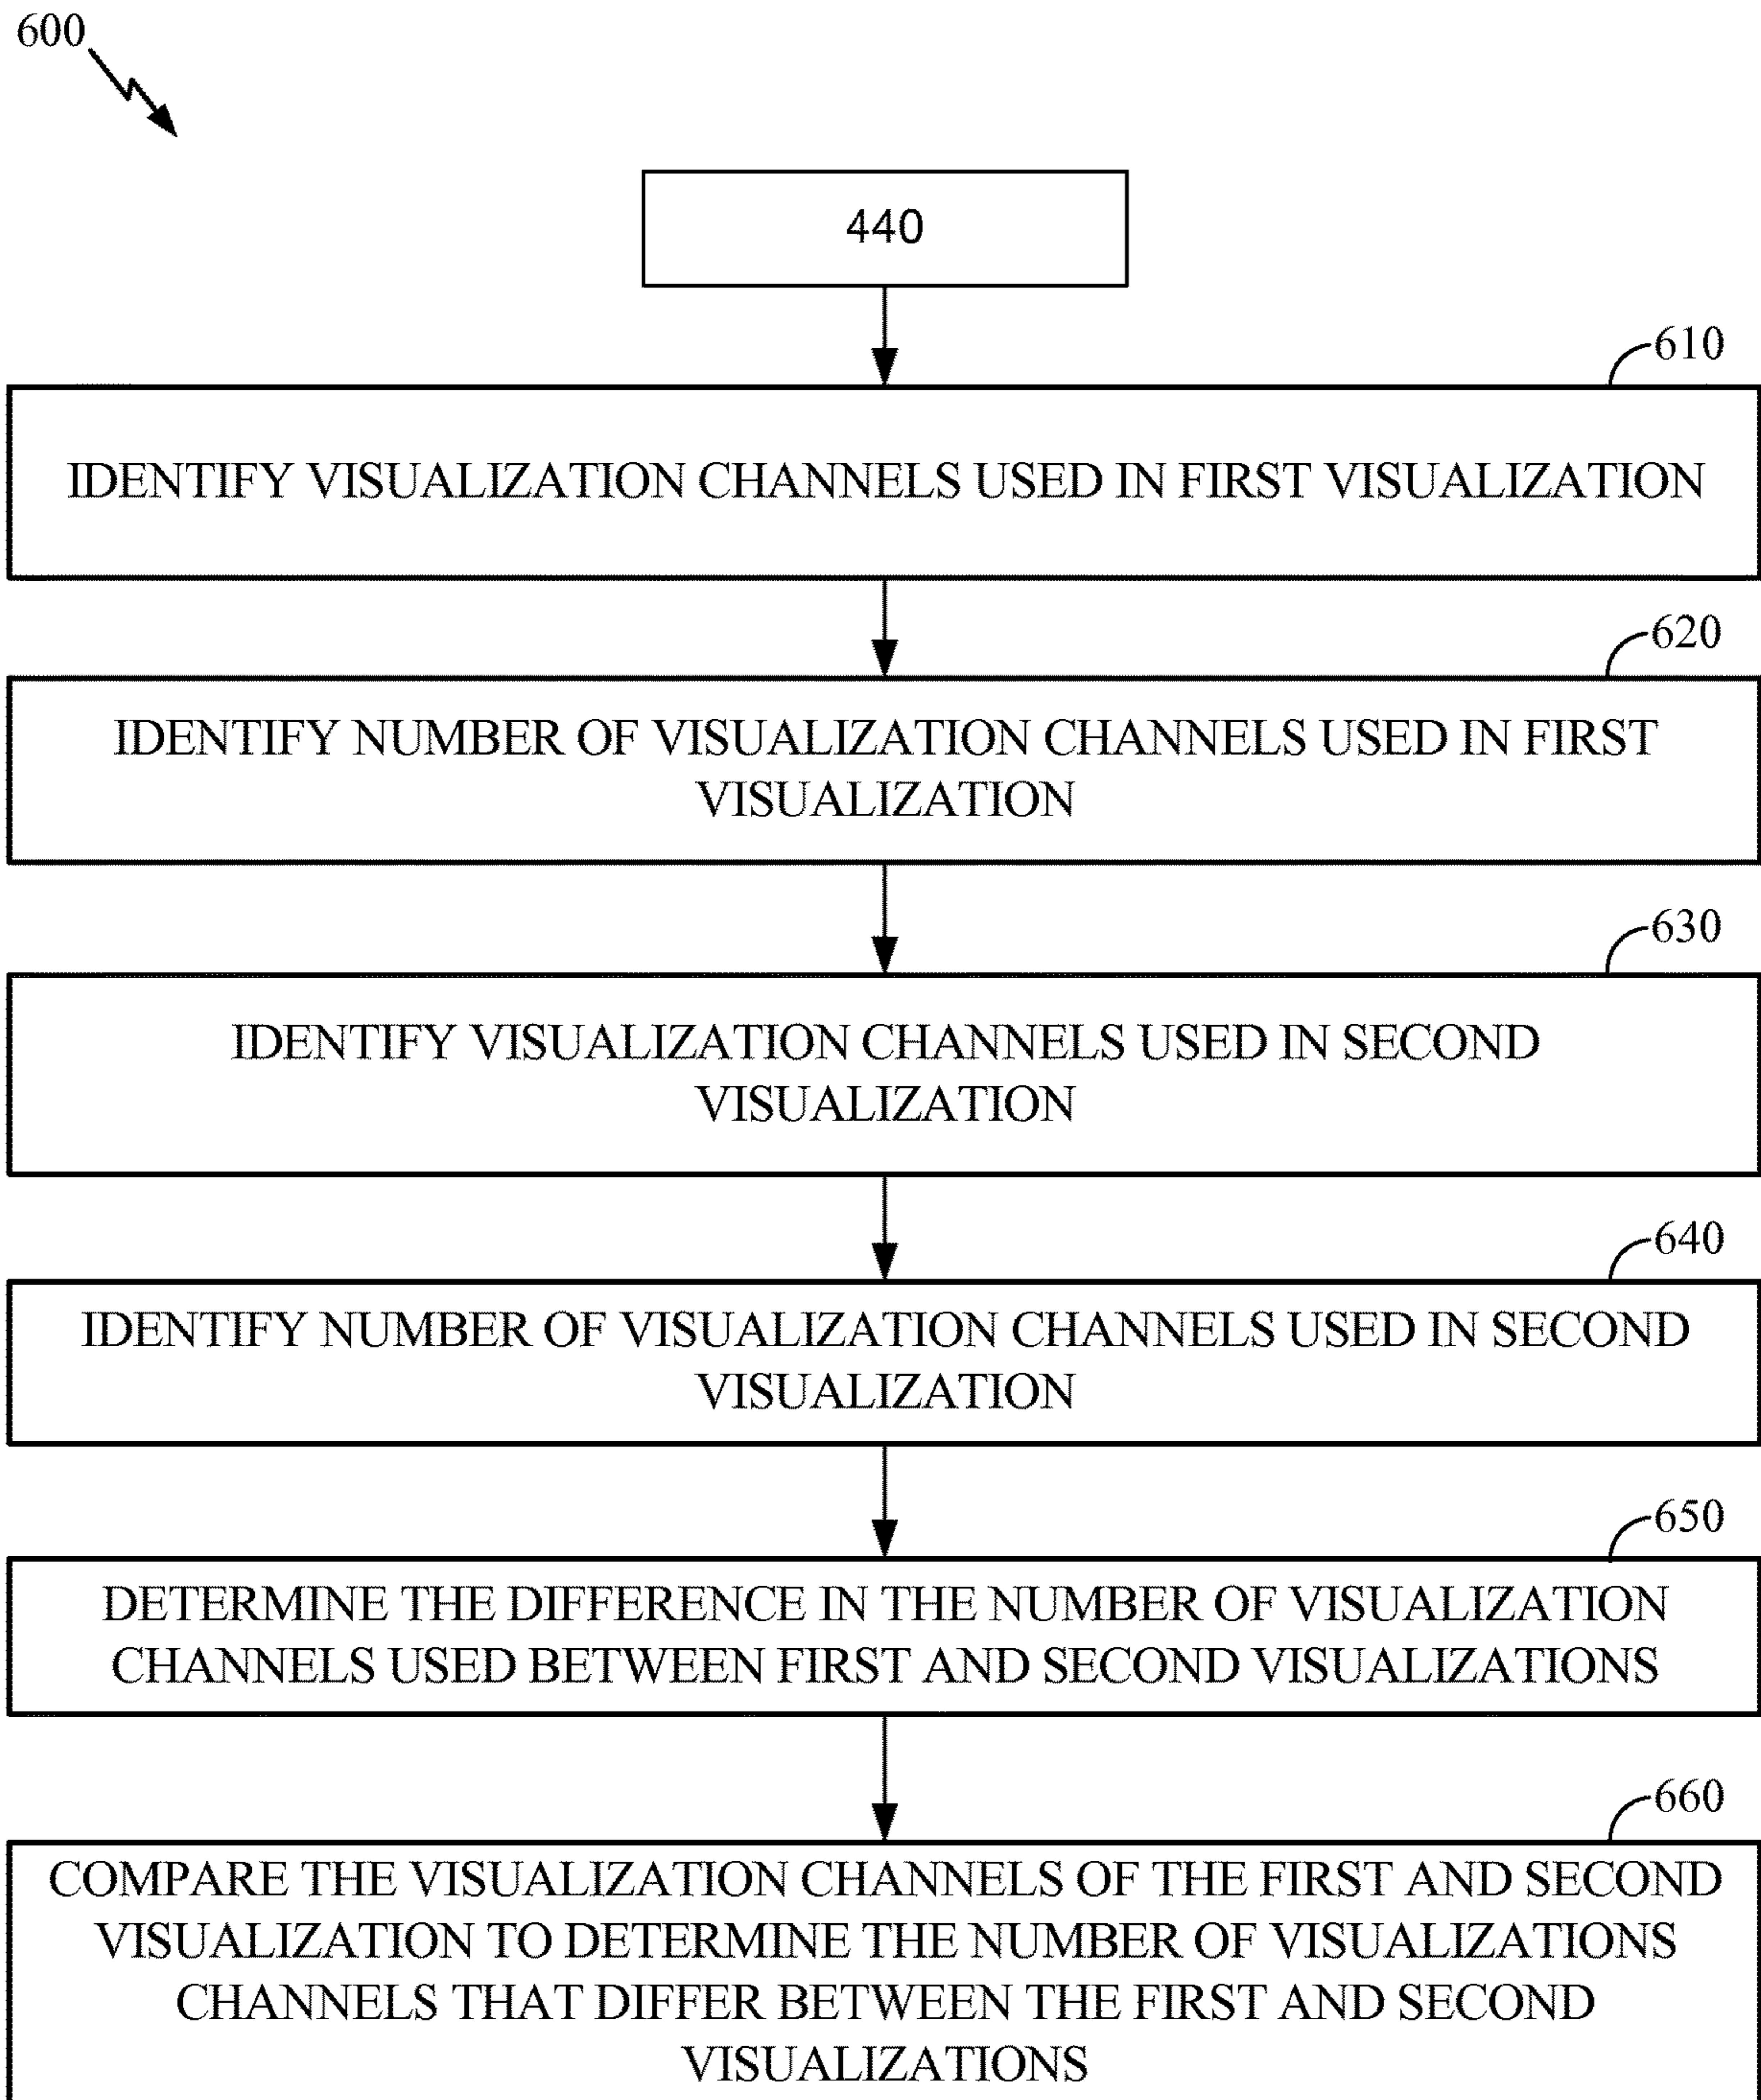 600
440
610
IDENTIFY VISUALIZATION CHANNELS USED IN FIRST VISUALIZATION
620
IDENTIFY NUMBER OF VISUALIZATION CHANNELS USED IN FIRST
VISUALIZATION
630
IDENTIFY VISUALIZATION CHANNELS USED IN SECOND
VISUALIZATION
640
IDENTIFY NUMBER OF VISUALIZATION CHANNELS USED IN SECOND
VISUALIZATION
650
DETERMINE THE DIFFERENCE IN THE NUMBER OF VISUALIZATION
CHANNELS USED BETWEEN FIRST AND SECOND VISUALIZATIONS
660
COMPARE THE VISUALIZATION CHANNELS OF THE FIRST AND SECOND
VISUALIZATION TO DETERMINE THE NUMBER OF VISUALIZATIONS
CHANNELS THAT DIFFER BETWEEN THE FIRST AND SECOND
VISUALIZATIONS